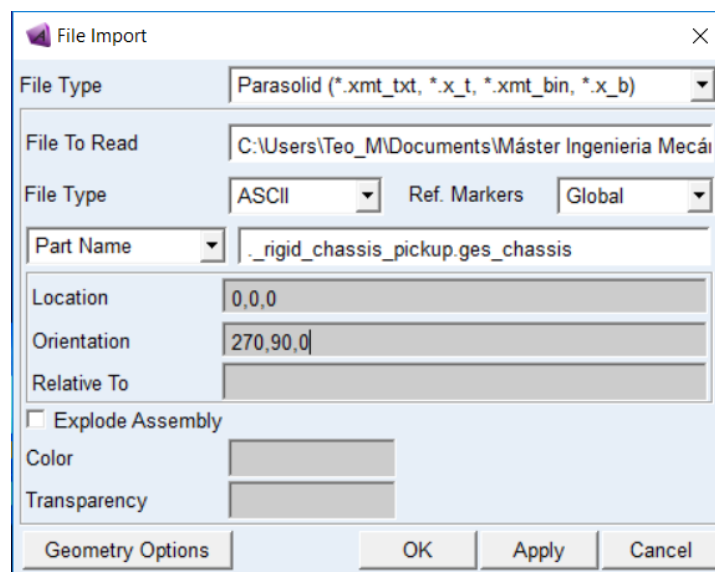 File Import
File Type Parasolid (*.xmt_txt, *.x_t, *.xmt_bin, *.x_b)
File To Read C:\Users\Teo_M\Documents\Máster Ingenieria Mecá
File Type ASCII Ref. Markers Global
Part Name ._rigid_chassis_pickup.ges_chassis
Location 0,0,0
Orientation 270,90,0
Relative To
Explode Assembly
Color
Transparency
Geometry Options OK Apply Cancel